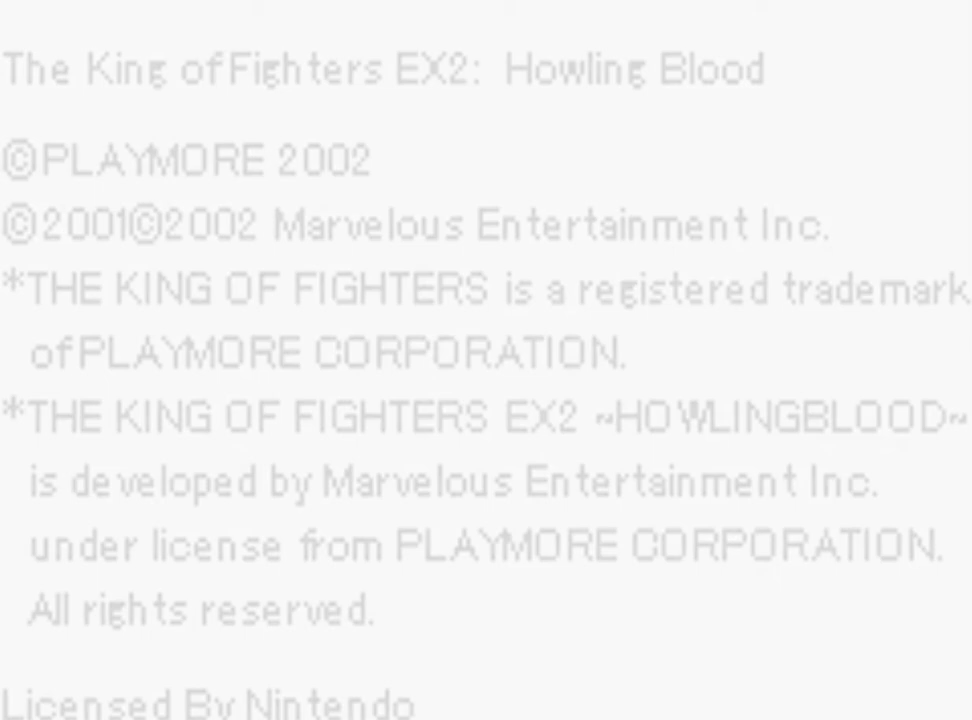 The King of Fighters EX2: Howling Blood
©PLAYMORE 2002
©2001©2002 Marvelous Entertainment Inc.
*THE KING OF FIGHTERS is a registered trademark
of PLAYMORE CORPORATION.
*THE KING OF FIGHTERS EX2 ~HOWLINGBLOOD~
is developed by Marvelous Entertainment Inc.
under license from PLAYMORE CORPORATION.
All rights reserved.
Licensed By Nintendo